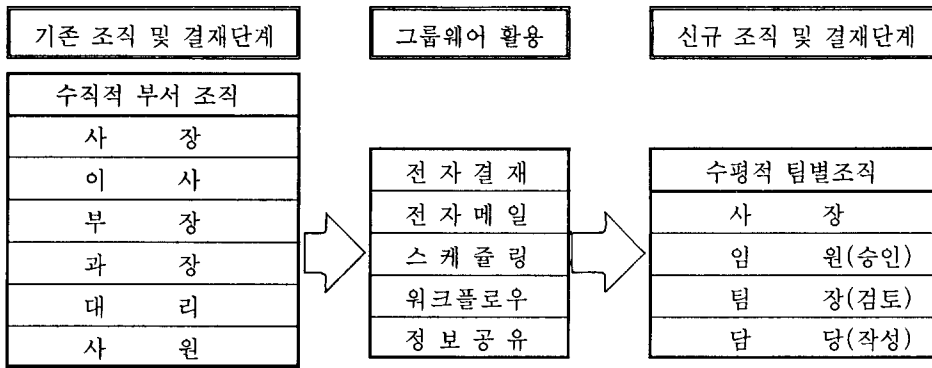 기존 조직 및 결재단계
그룹웨어 활용
신규 조직 및 결재단계
수직적 부서 조직
사 장
이 사
부 장
과 장
대 리
사 원
전 자 결 재
전 자 메 일
스 케 쥴 링
워크플로우
정 보 공 유
수평적 팀별조직
사 장
임 원(승인)
팀 장(검토)
담 당(작성)